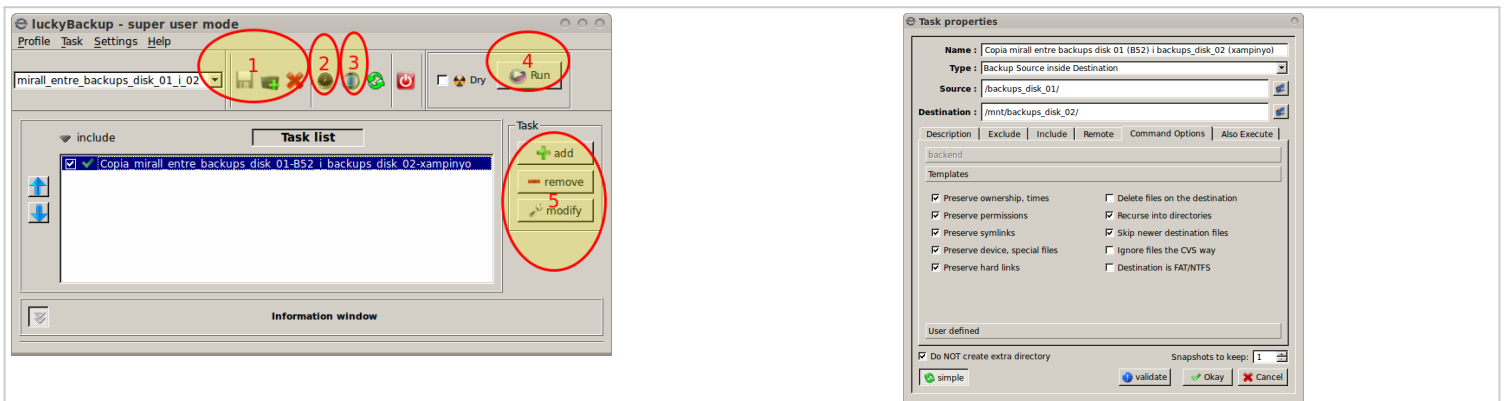 luckyBackup - super user mode
Profile Task Settings Help
mirall_entre_backups_disk_01_i_02
1
2
3
4
Dry
Run
include
Task list
Task
Copia_mirall_entre_backups_disk_01-B52_i_backups_disk_02-xampinyo
add
remove
5
modify
Information window
Task properties
Name : Copia mirall entre backups disk 01 (B52) i backups_disk_02 (xampinyo)
Type : Backup Source inside Destination
Source : /backups_disk_01/
Destination : /mnt/backups_disk_02/
Description Exclude Include Remote Command Options Also Execute
backend
Templates
Preserve ownership, times Delete files on the destination
Preserve permissions Recurse into directories
Preserve symlinks Skip newer destination files
Preserve device, special files Ignore files the CVS way
Preserve hard links Destination is FAT/NTFS
User defined
Do NOT create extra directory Snapshots to keep: 1
simple validate Okay Cancel